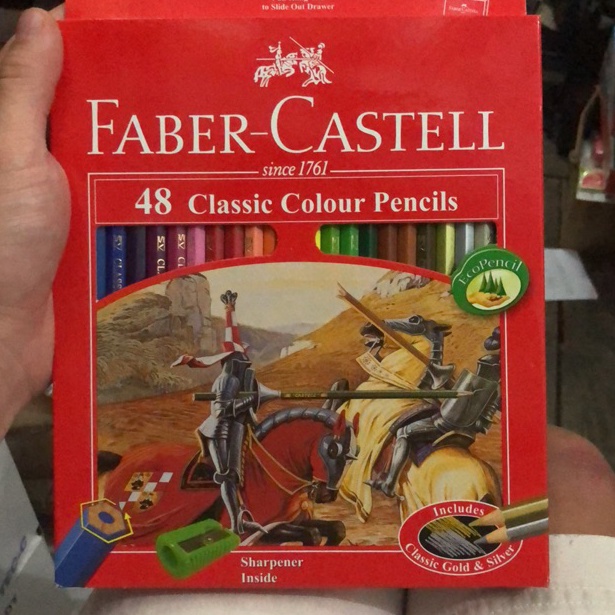 to Slide Out Drawer
FABER-CASTELL
since 1761
48 Classic Colour Pencils
EcoPencil
Includes
Classic Gold & Silver
Sharpener
Inside